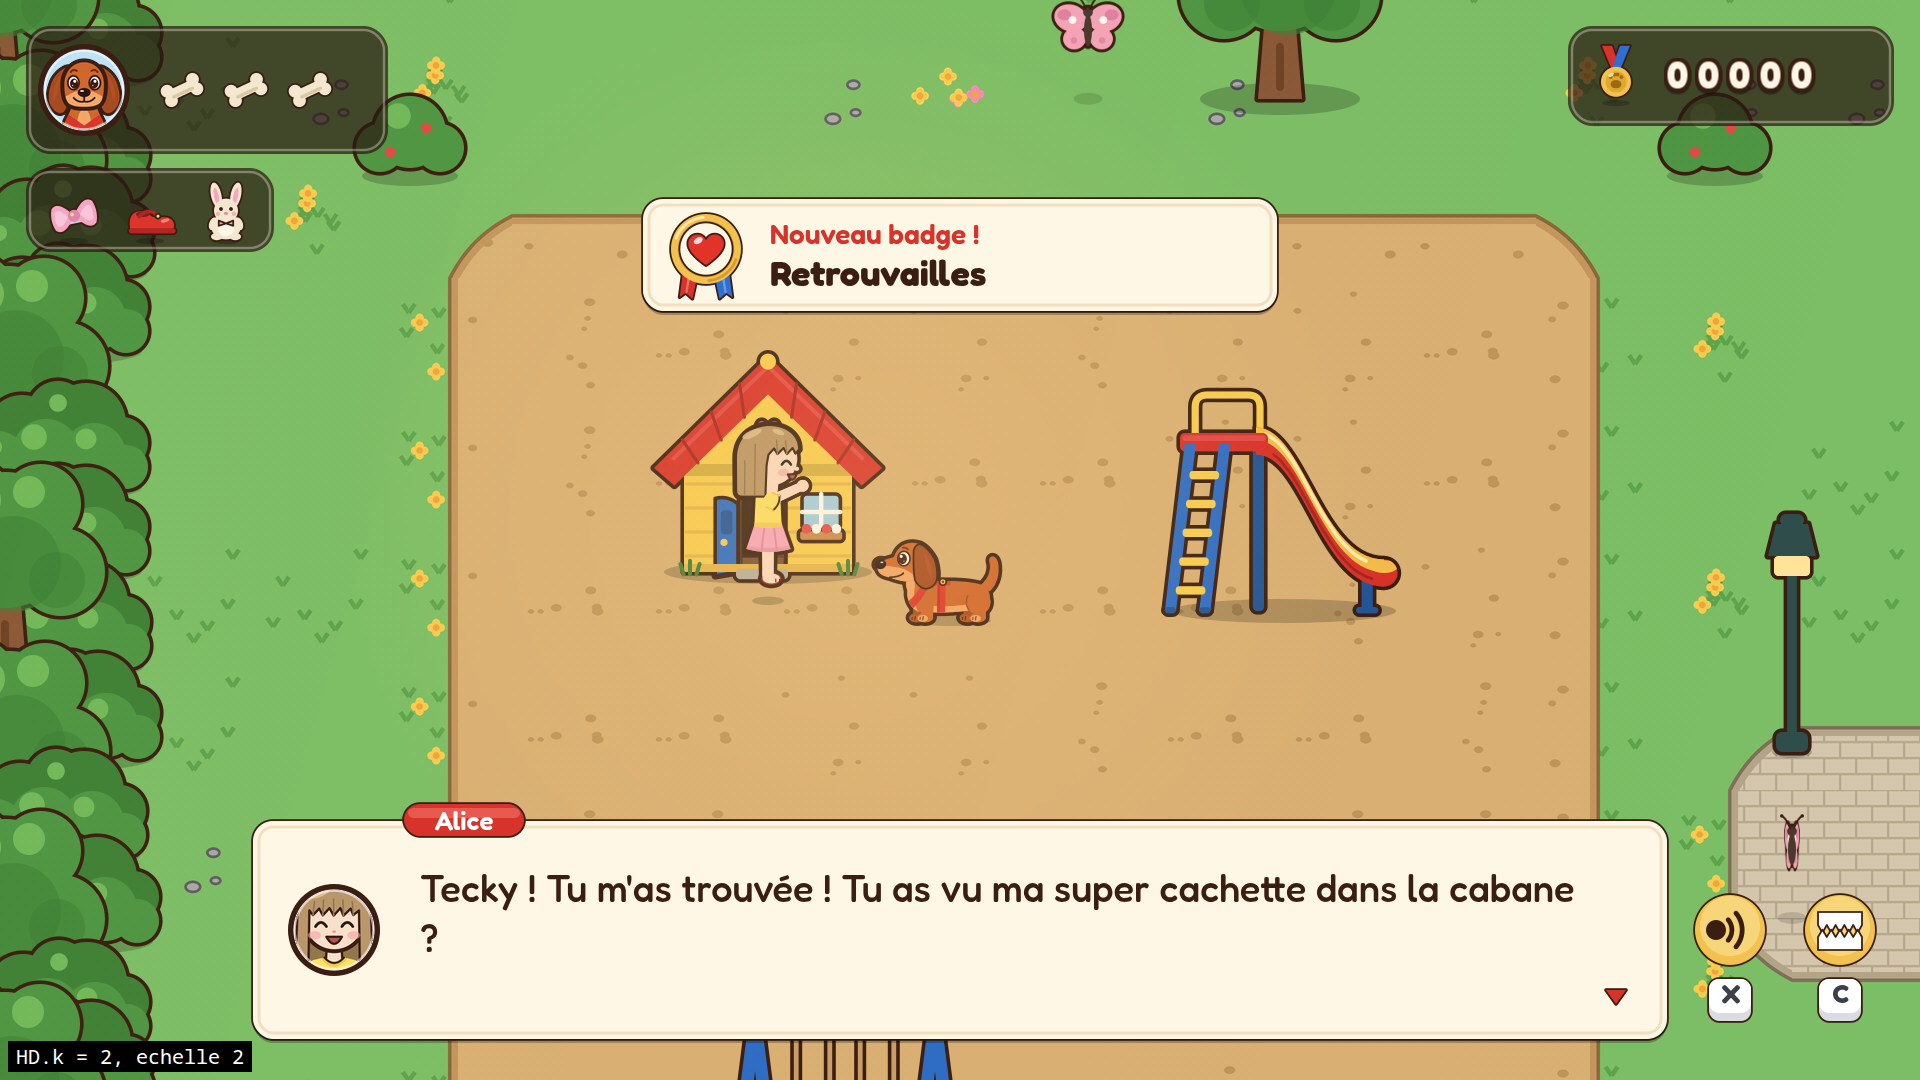 00000
Nouveau badge !
Retrouvailles
Alice
Tecky ! Tu m'as trouvée ! Tu as vu ma super cachette dans la cabane
?
X
C
HD.k = 2, echelle 2